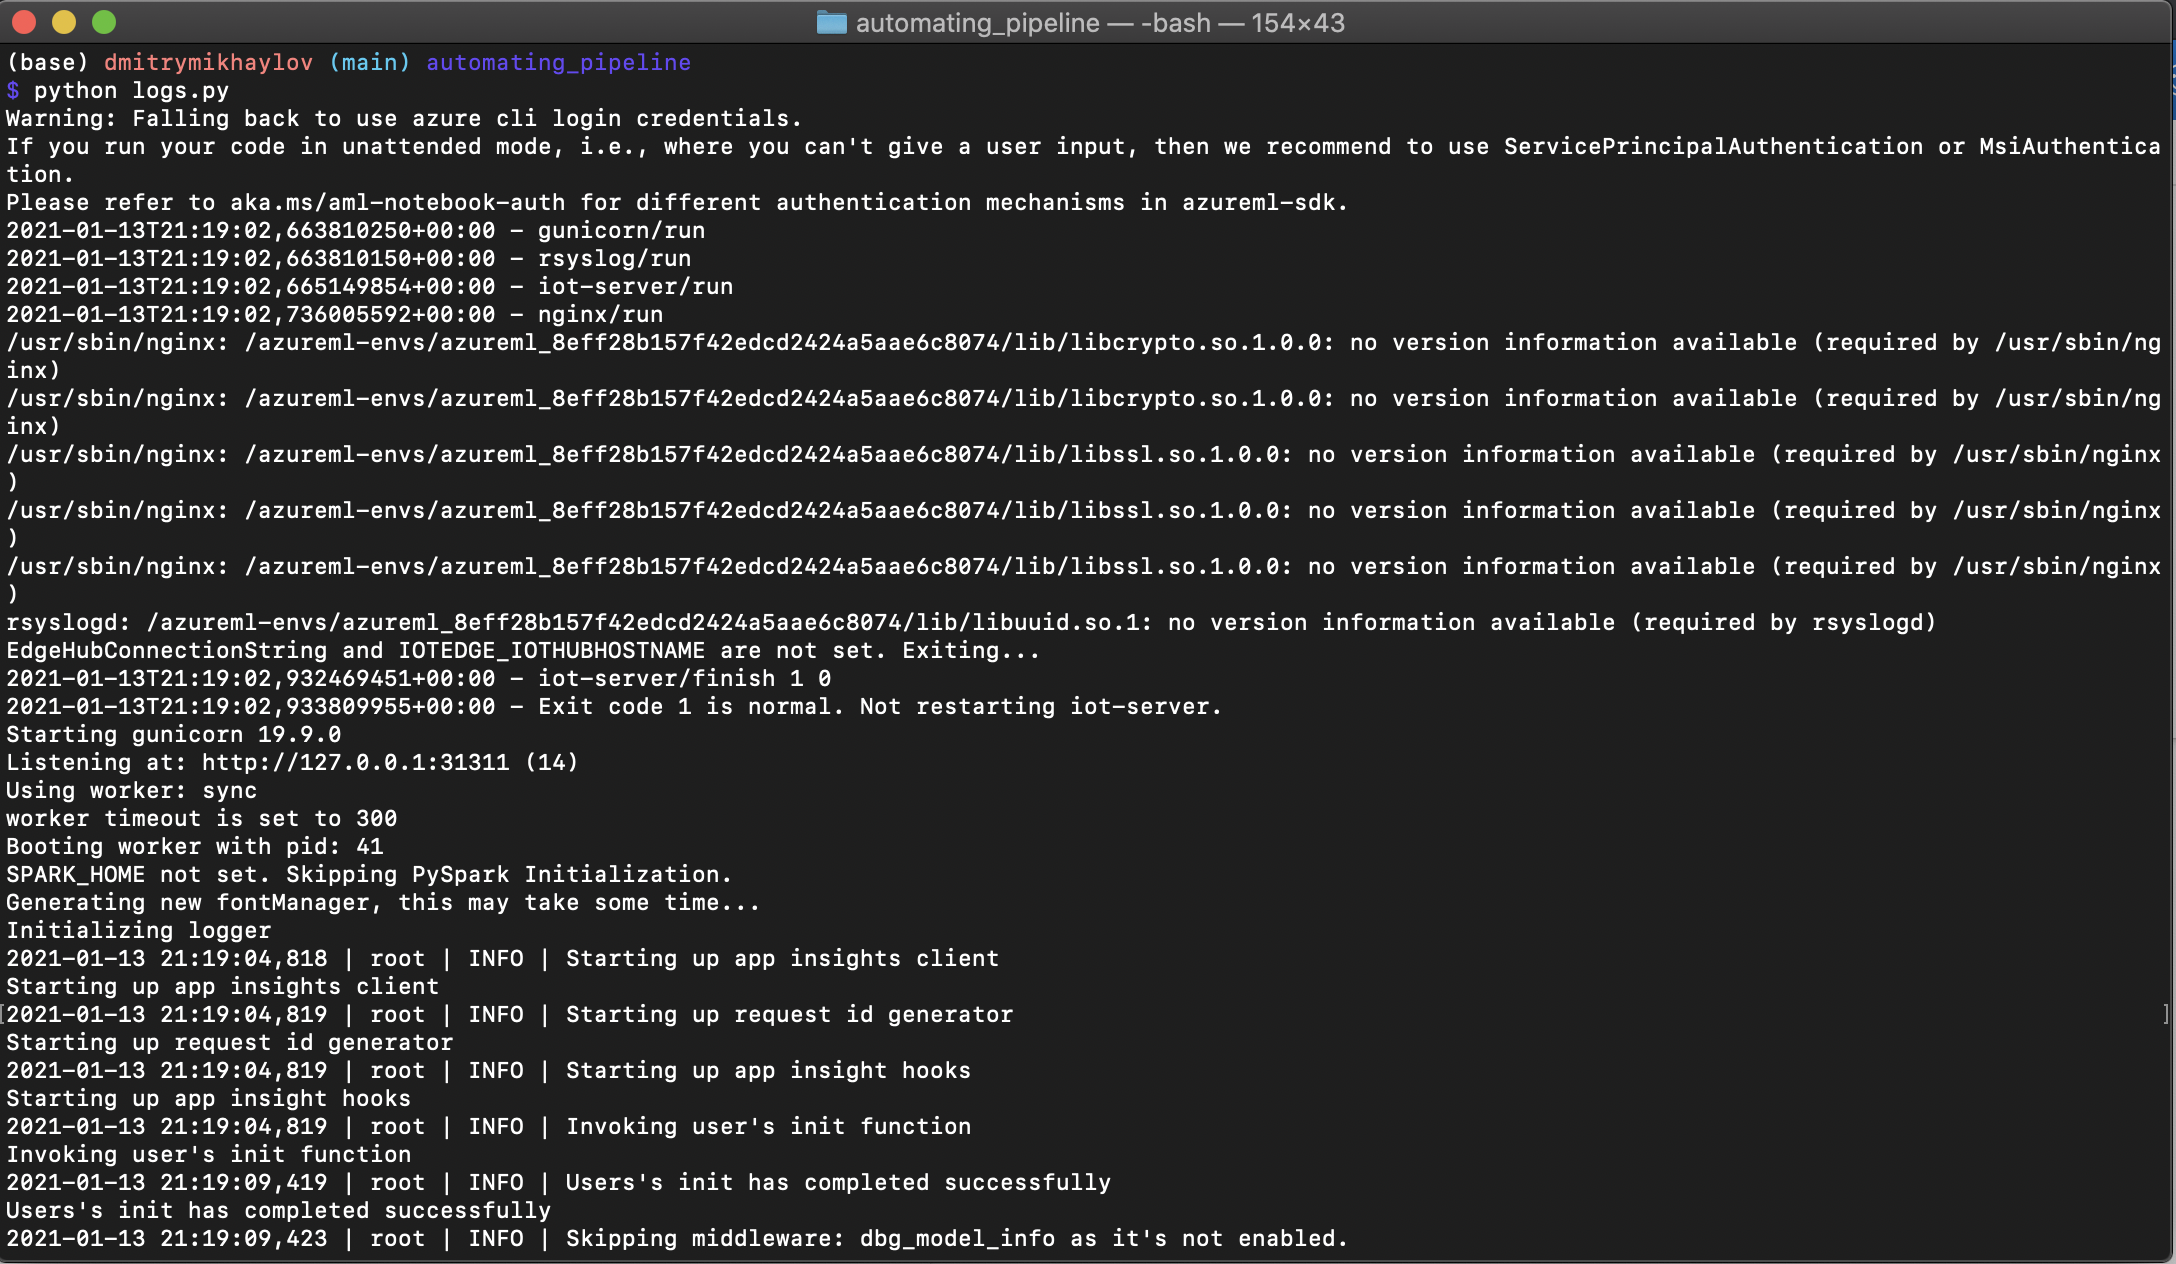 automating_pipeline — -bash — 154×43
(base) dmitrymikhaylov (main) automating_pipeline
$ python logs.py
Warning: Falling back to use azure cli login credentials.
If you run your code in unattended mode, i.e., where you can't give a user input, then we recommend to use ServicePrincipalAuthentication or MsiAuthentica
tion.
Please refer to aka.ms/aml-notebook-auth for different authentication mechanisms in azureml-sdk.
2021-01-13T21:19:02,663810250+00:00 - gunicorn/run
2021-01-13T21:19:02,663810150+00:00 - rsyslog/run
2021-01-13T21:19:02,665149854+00:00 - iot-server/run
2021-01-13T21:19:02,736005592+00:00 - nginx/run
/usr/sbin/nginx: /azureml-envs/azureml_8eff28b157f42edcd2424a5aae6c8074/lib/libcrypto.so.1.0.0: no version information available (required by /usr/sbin/ng
inx)
/usr/sbin/nginx: /azureml-envs/azureml_8eff28b157f42edcd2424a5aae6c8074/lib/libcrypto.so.1.0.0: no version information available (required by /usr/sbin/ng
inx)
/usr/sbin/nginx: /azureml-envs/azureml_8eff28b157f42edcd2424a5aae6c8074/lib/libssl.so.1.0.0: no version information available (required by /usr/sbin/nginx
)
/usr/sbin/nginx: /azureml-envs/azureml_8eff28b157f42edcd2424a5aae6c8074/lib/libssl.so.1.0.0: no version information available (required by /usr/sbin/nginx
)
/usr/sbin/nginx: /azureml-envs/azureml_8eff28b157f42edcd2424a5aae6c8074/lib/libssl.so.1.0.0: no version information available (required by /usr/sbin/nginx
)
rsyslogd: /azureml-envs/azureml_8eff28b157f42edcd2424a5aae6c8074/lib/libuuid.so.1: no version information available (required by rsyslogd)
EdgeHubConnectionString and IOTEDGE_IOTHUBHOSTNAME are not set. Exiting...
2021-01-13T21:19:02,932469451+00:00 - iot-server/finish 1 0
2021-01-13T21:19:02,933809955+00:00 - Exit code 1 is normal. Not restarting iot-server.
Starting gunicorn 19.9.0
Listening at: http://127.0.0.1:31311 (14)
Using worker: sync
worker timeout is set to 300
Booting worker with pid: 41
SPARK_HOME not set. Skipping PySpark Initialization.
Generating new fontManager, this may take some time...
Initializing logger
2021-01-13 21:19:04,818 | root | INFO | Starting up app insights client
Starting up app insights client
[2021-01-13 21:19:04,819 | root | INFO | Starting up request id generator ]
Starting up request id generator
2021-01-13 21:19:04,819 | root | INFO | Starting up app insight hooks
Starting up app insight hooks
2021-01-13 21:19:04,819 | root | INFO | Invoking user's init function
Invoking user's init function
2021-01-13 21:19:09,419 | root | INFO | Users's init has completed successfully
Users's init has completed successfully
2021-01-13 21:19:09,423 | root | INFO | Skipping middleware: dbg_model_info as it's not enabled.